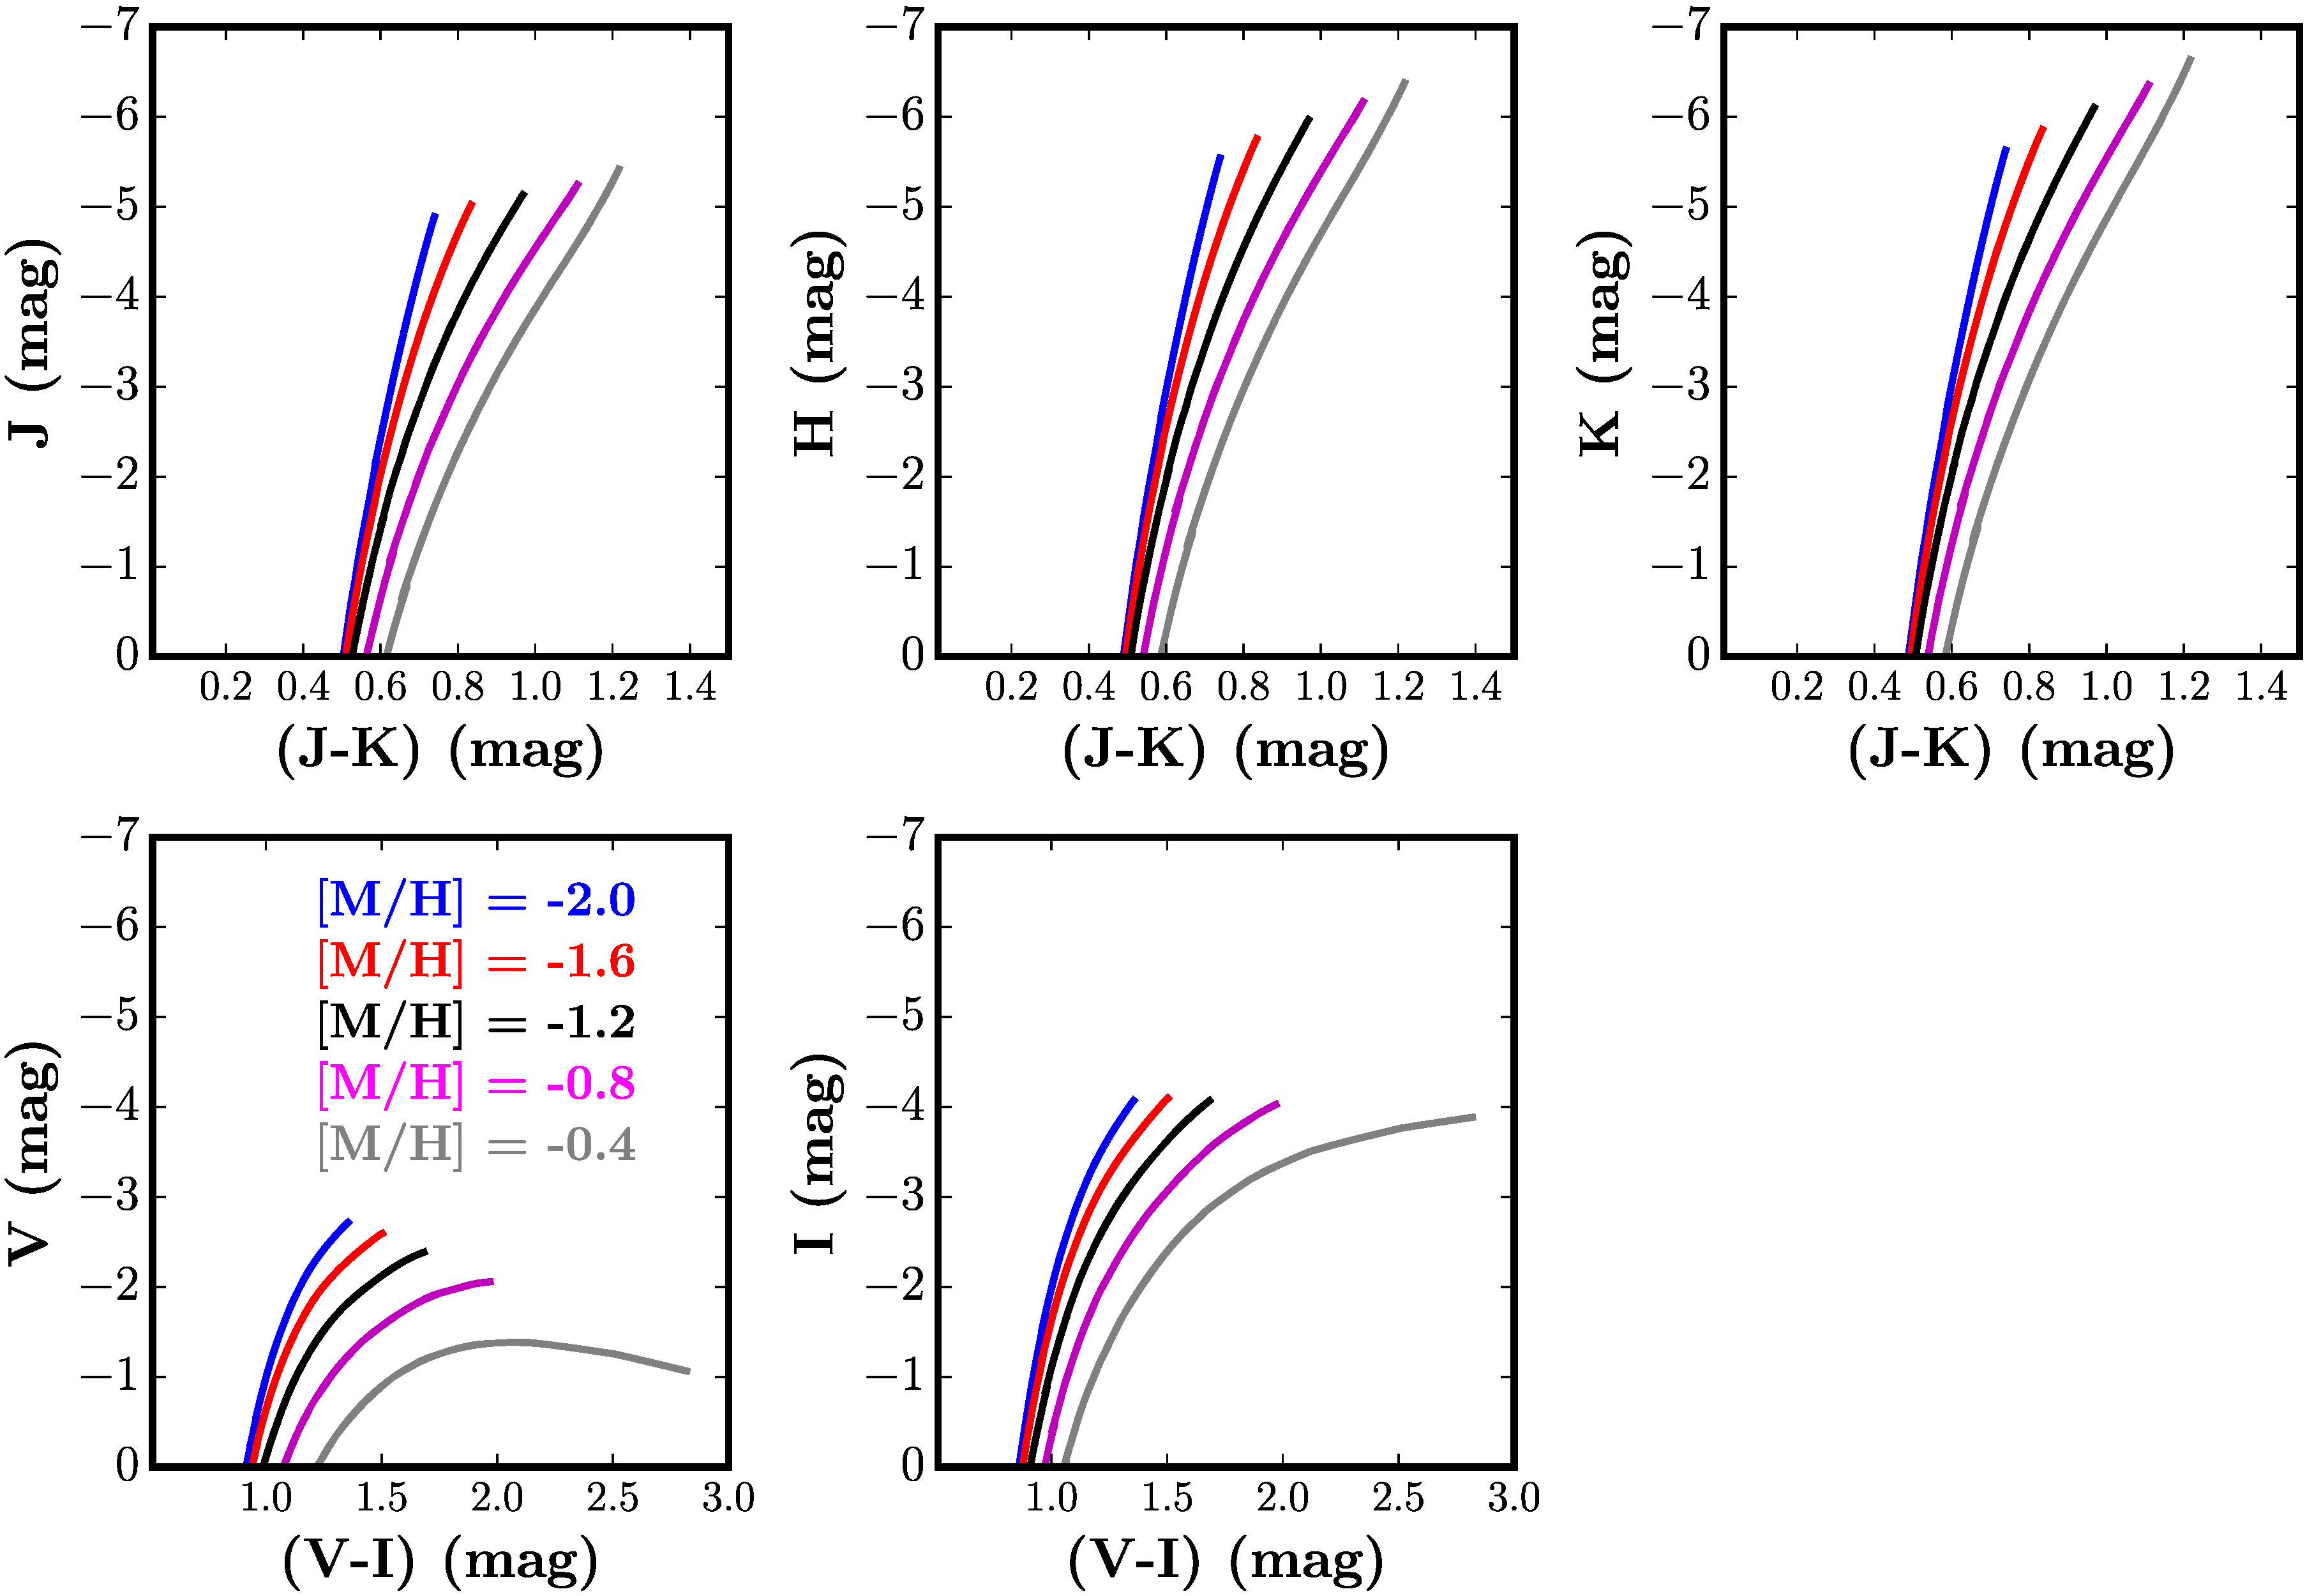 −7
−6
−5
−4
−3
−2
−1
0
J (mag)
0.2 0.4 0.6 0.8 1.0 1.2 1.4
(J-K) (mag)
−7
−6
−5
−4
−3
−2
−1
0
H (mag)
0.2 0.4 0.6 0.8 1.0 1.2 1.4
(J-K) (mag)
−7
−6
−5
−4
−3
−2
−1
0
K (mag)
0.2 0.4 0.6 0.8 1.0 1.2 1.4
(J-K) (mag)
−7
−6
−5
−4
−3
−2
−1
0
V (mag)
[M/H] = -2.0
[M/H] = -1.6
[M/H] = -1.2
[M/H] = -0.8
[M/H] = -0.4
1.0 1.5 2.0 2.5 3.0
(V-I) (mag)
−7
−6
−5
−4
−3
−2
−1
0
I (mag)
1.0 1.5 2.0 2.5 3.0
(V-I) (mag)